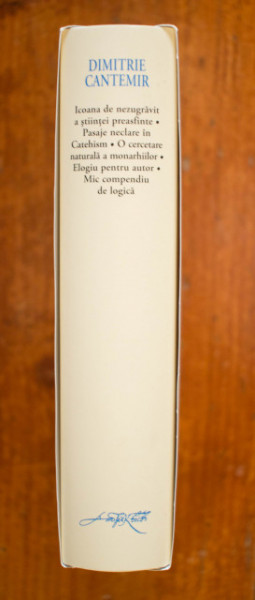 DIMITRIE
CANTEMIR
Icoana de nezugrăvit
a științei preasfinte •
Pasaje neclare în
Catehism • O cercetare
naturală a monarhiilor •
Elogiu pentru autor •
Mic compendiu
de logică